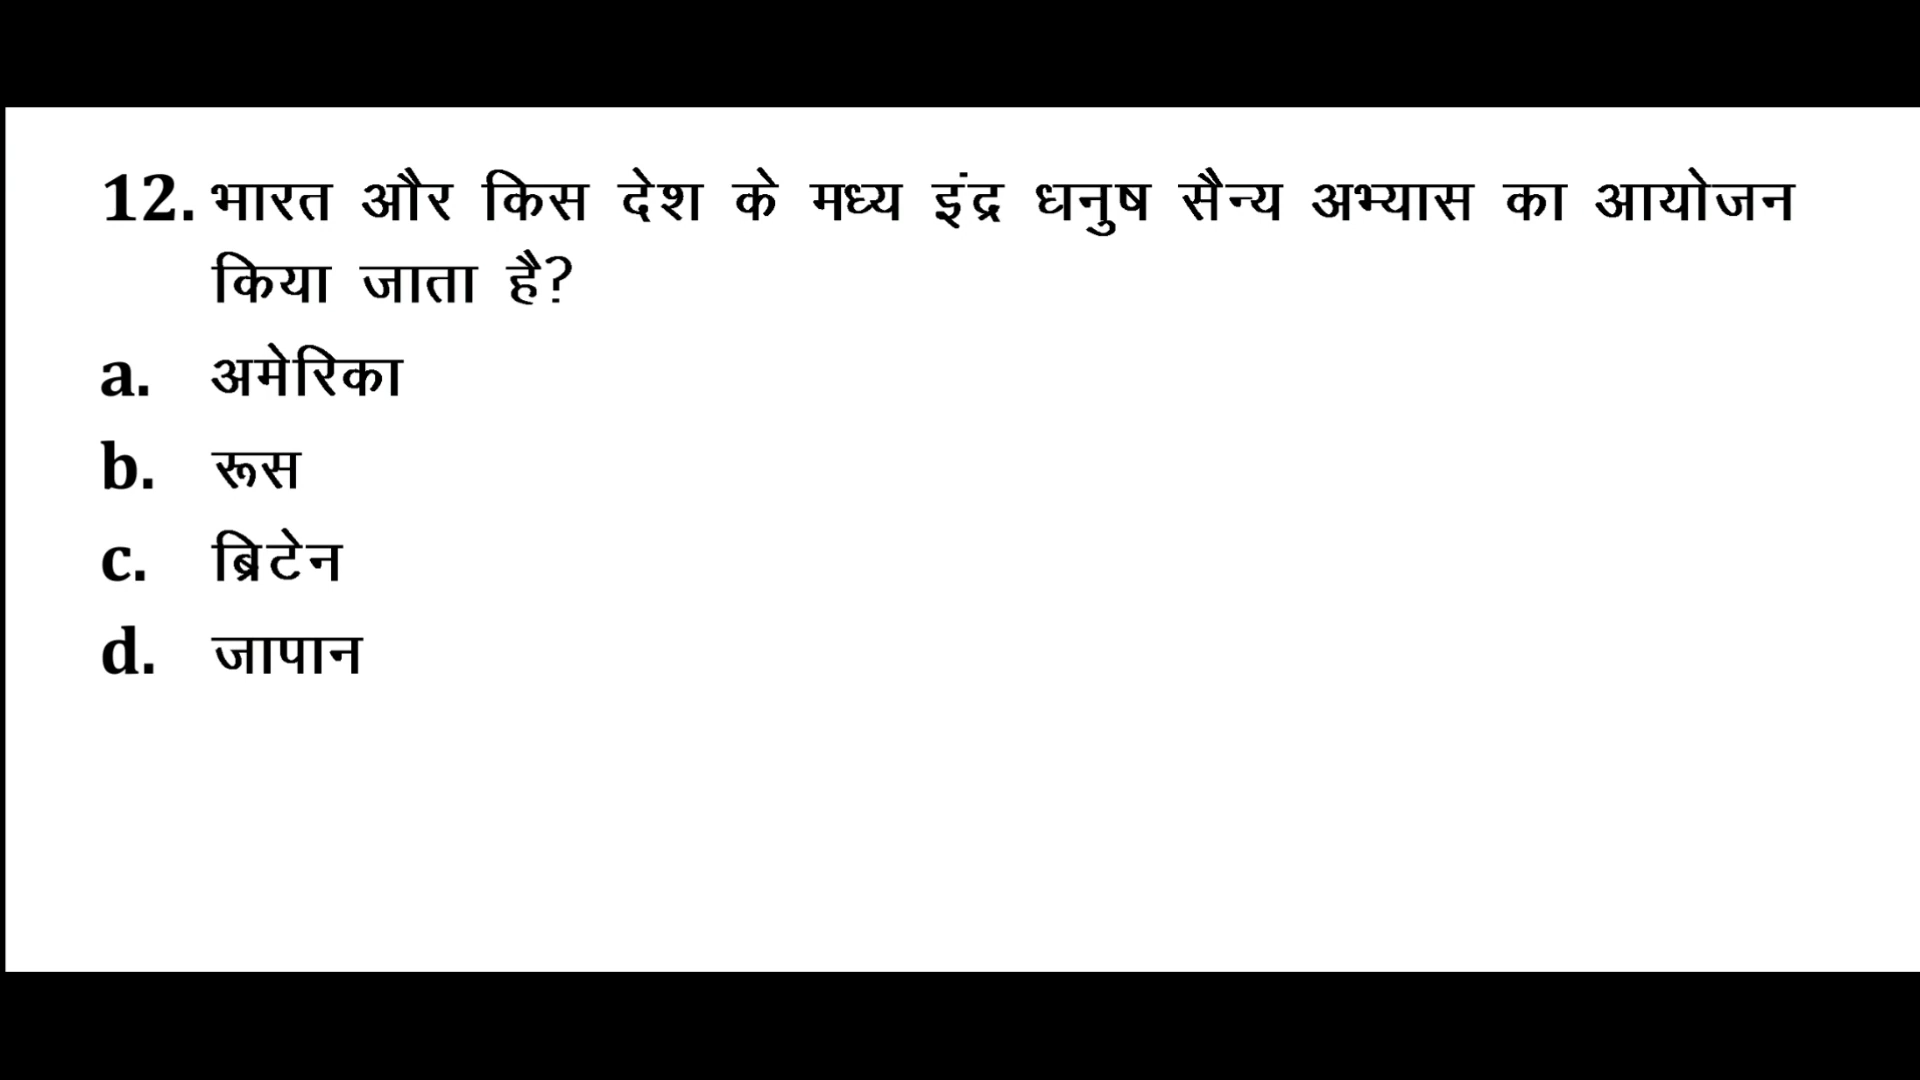 12. भारत और किस देश के मध्य इंद्र धनुष सैन्य अभ्यास का आयोजन
किया जाता है?
a. अमेरिका
b. रूस
c. ब्रिटेन
d. जापान